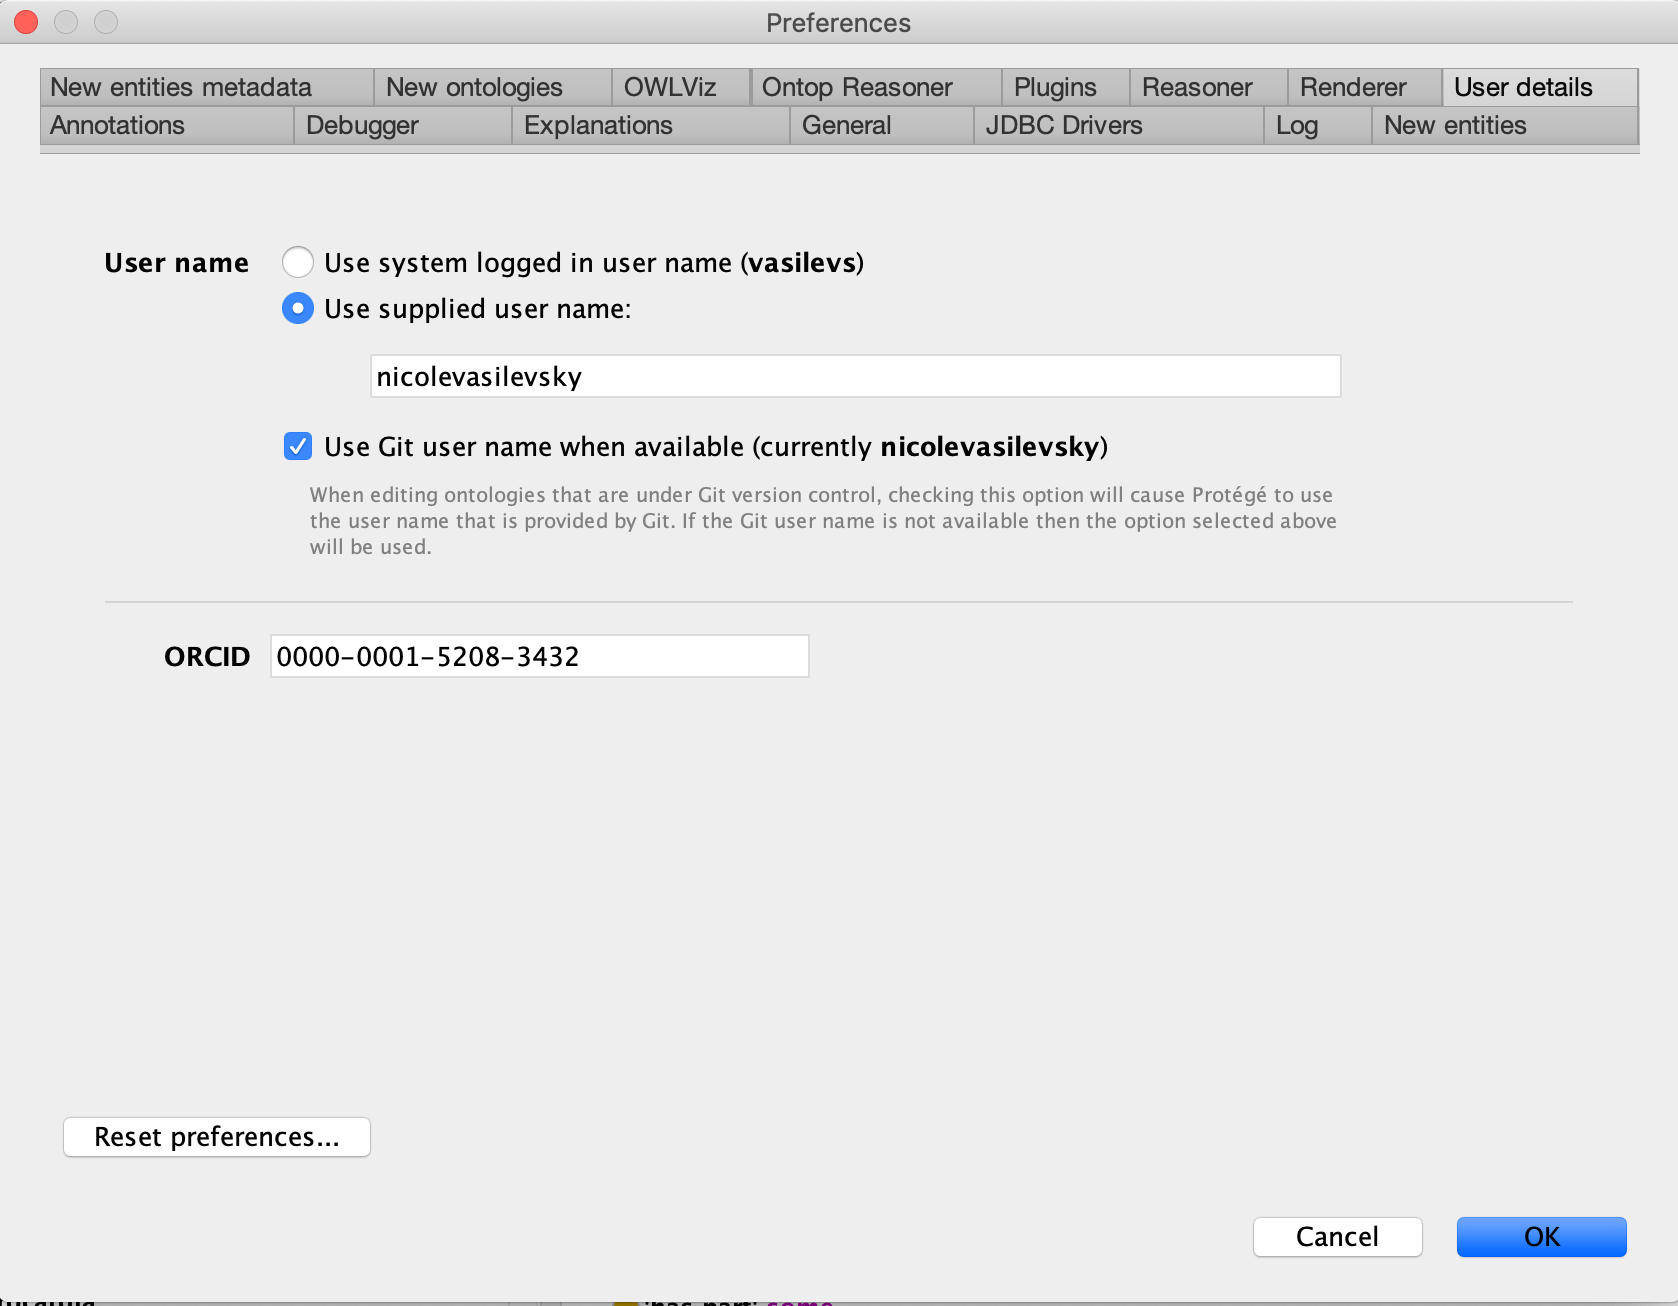 Preferences
New entities metadata New ontologies OWLViz Ontop Reasoner Plugins Reasoner Renderer User details
Annotations Debugger Explanations General JDBC Drivers Log New entities
User name Use system logged in user name (vasilevs)
Use supplied user name:
nicolevasilevsky
Use Git user name when available (currently nicolevasilevsky)
When editing ontologies that are under Git version control, checking this option will cause Protégé to use
the user name that is provided by Git. If the Git user name is not available then the option selected above
will be used.
ORCID 0000-0001-5208-3432
Reset preferences...
Cancel OK
'has part' some